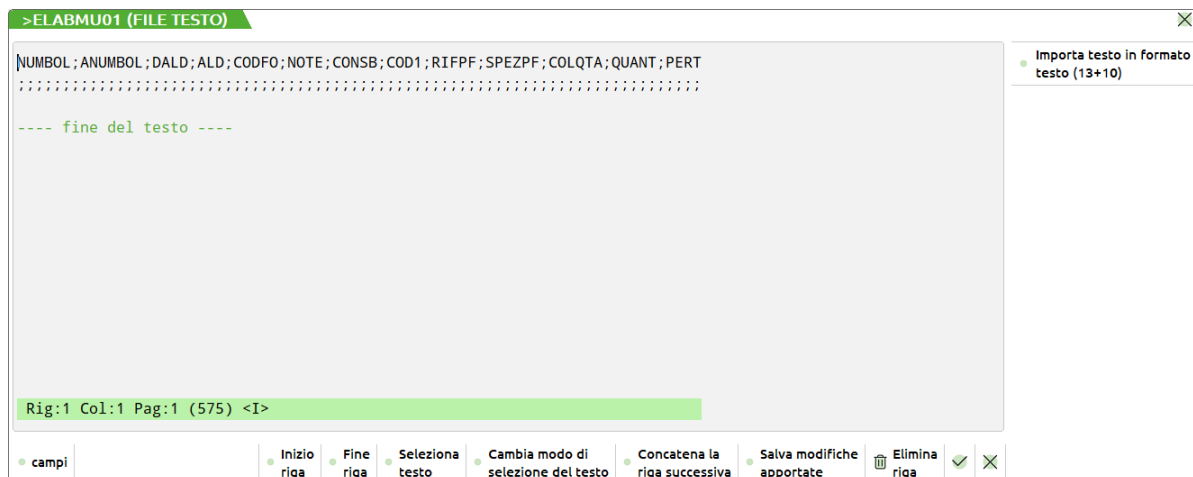 >ELABMU01 (FILE TESTO)
NUMBOL;ANUMBOL;DALD;ALD;CODFO;NOTE;CONSB;COD1;RIFPF;SPEZPF;COLQTA;QUANT;PERT
;;;;;;;;;;;;;;;;;;;;;;;;;;;;;;;;;;;;;;;;;;;;;;;;;;;;;;;;;;;;;;;;;;;;;;;;;;;;
---- fine del testo ----
Rig:1 Col:1 Pag:1 (575) <I>
Importa testo in formato
testo (13+10)
campi
Inizio
riga
Fine
riga
Seleziona
testo
Cambia modo di
selezione del testo
Concatena la
riga successiva
Salva modifiche
apportate
Elimina
riga